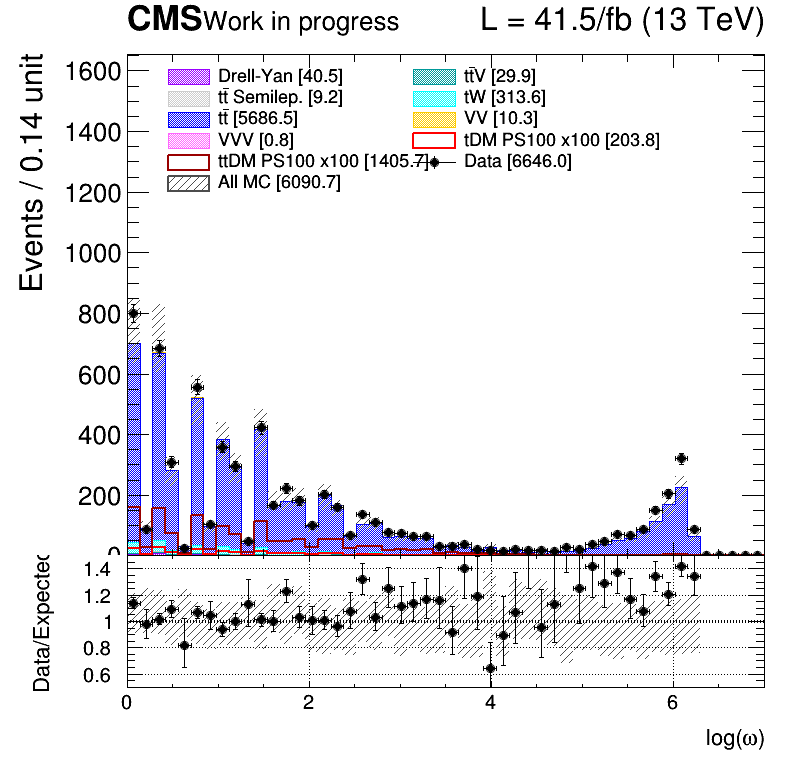 CMS Work in progress L = 41.5/fb (13 TeV)
Events / 0.14 unit
1600
1400
1200
1000
800
600
400
200
0
Drell-Yan [40.5]
tt̄V [29.9]
tt̄ Semilep. [9.2]
tW [313.6]
tt̄ [5686.5]
VV [10.3]
VVV [0.8]
tDM PS100 x100 [203.8]
ttDM PS100 x100 [1405.7]
Data [6646.0]
All MC [6090.7]
Data/Expected
1.4
1.2
1
0.8
0.6
0 2 4 6
log(ω)